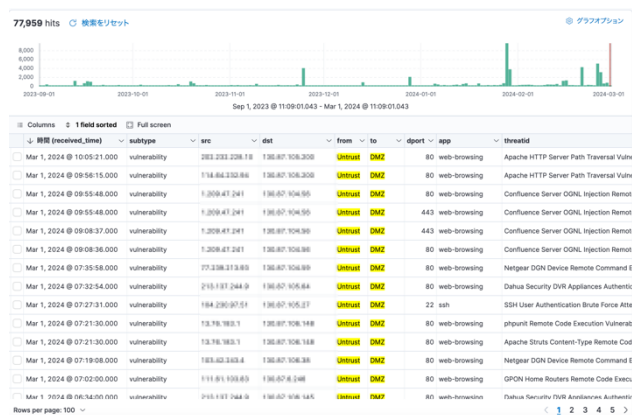 77,959 hits 検索をリセット グラフオプション
8,000
6,000
4,000
2,000
0
2023-09-01 2023-10-01 2023-11-01 2023-12-01 2024-01-01 2024-02-01 2024-03-01
Sep 1, 2023 @ 11:09:01.043 - Mar 1, 2024 @ 11:09:01.043
Columns 1 field sorted Full screen
時間 (received_time) subtype src dst from to dport app threatid
Mar 1, 2024 @ 10:05:21.000 vulnerability Untrust DMZ 80 web-browsing Apache HTTP Server Path Traversal Vulne
Mar 1, 2024 @ 09:56:15.000 vulnerability Untrust DMZ 80 web-browsing Apache HTTP Server Path Traversal Vulne
Mar 1, 2024 @ 09:55:48.000 vulnerability Untrust DMZ 80 web-browsing Confluence Server OGNL Injection Remot
Mar 1, 2024 @ 09:55:48.000 vulnerability Untrust DMZ 443 web-browsing Confluence Server OGNL Injection Remot
Mar 1, 2024 @ 09:08:37.000 vulnerability Untrust DMZ 443 web-browsing Confluence Server OGNL Injection Remot
Mar 1, 2024 @ 09:08:36.000 vulnerability Untrust DMZ 80 web-browsing Confluence Server OGNL Injection Remot
Mar 1, 2024 @ 07:35:58.000 vulnerability Untrust DMZ 80 web-browsing Netgear DGN Device Remote Command E
Mar 1, 2024 @ 07:32:54.000 vulnerability Untrust DMZ 80 web-browsing Dahua Security DVR Appliances Authentic
Mar 1, 2024 @ 07:27:31.000 vulnerability Untrust DMZ 22 ssh SSH User Authentication Brute Force Atte
Mar 1, 2024 @ 07:21:30.000 vulnerability Untrust DMZ 80 web-browsing phpunit Remote Code Execution Vulnerab
Mar 1, 2024 @ 07:21:30.000 vulnerability Untrust DMZ 80 web-browsing Apache Struts Content-Type Remote Cod
Mar 1, 2024 @ 07:19:08.000 vulnerability Untrust DMZ 80 web-browsing Netgear DGN Device Remote Command E
Mar 1, 2024 @ 07:02:00.000 vulnerability Untrust DMZ 80 web-browsing GPON Home Routers Remote Code Execu
Mar 1, 2024 @ 06:34:00.000 vulnerability Untrust DMZ 80 web-browsing Dahua Security DVR Appliances Authentic
Rows per page: 100 1 2 3 4 5